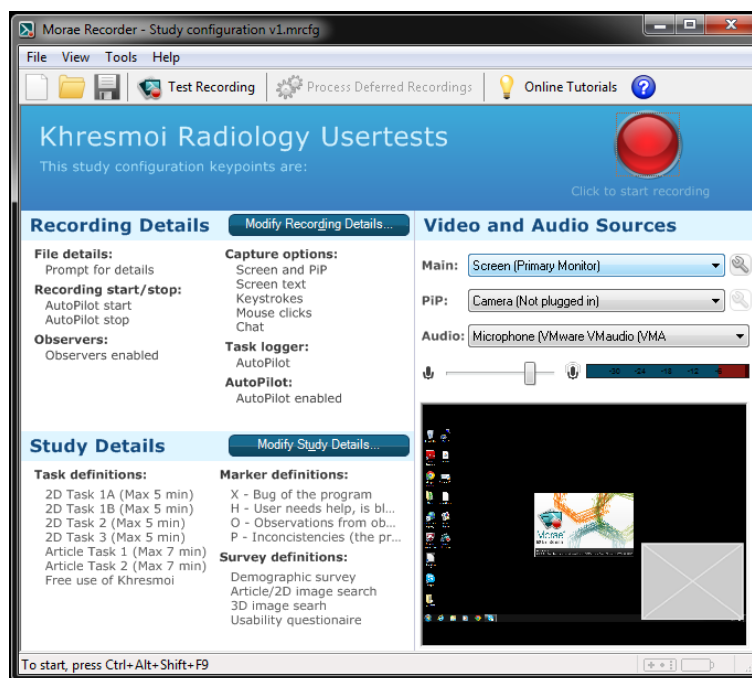 Morae Recorder - Study configuration v1.mrcfg
File View Tools Help
Test Recording Process Deferred Recordings Online Tutorials
Khresmoi Radiology Usertests
This study configuration keypoints are:
Click to start recording
Recording Details
Modify Recording Details...
File details:
Prompt for details
Recording start/stop:
AutoPilot start
AutoPilot stop
Observers:
Observers enabled
Capture options:
Screen and PiP
Screen text
Keystrokes
Mouse clicks
Chat
Task logger:
AutoPilot
AutoPilot:
AutoPilot enabled
Video and Audio Sources
Main: Screen (Primary Monitor)
PiP: Camera (Not plugged in)
Audio: Microphone (VMware VMaudio (VMA
-30 -24 -18 -12 -6
Morae
Study Details
Modify Study Details...
Task definitions:
2D Task 1A (Max 5 min)
2D Task 1B (Max 5 min)
2D Task 2 (Max 5 min)
2D Task 3 (Max 5 min)
Article Task 1 (Max 7 min)
Article Task 2 (Max 7 min)
Free use of Khresmoi
Marker definitions:
X - Bug of the program
H - User needs help, is bl...
O - Observations from ob...
P - Inconcistencies (the pr...
Survey definitions:
Demographic survey
Article/2D image search
3D image searh
Usability questionaire
To start, press Ctrl+Alt+Shift+F9